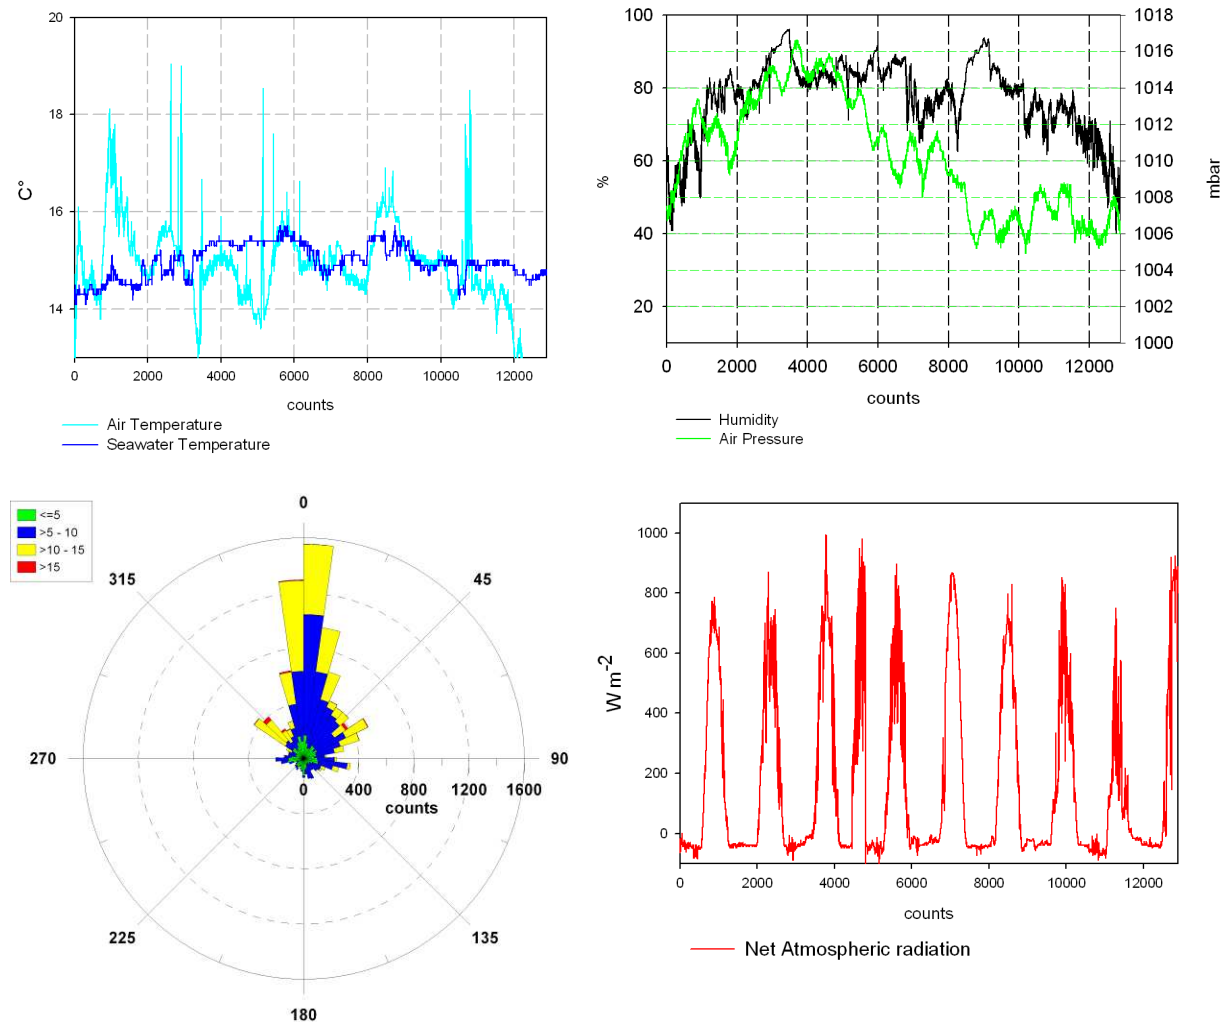 20
18
16
14
C°
0 2000 4000 6000 8000 10000 12000
counts
Air Temperature
Seawater Temperature
100
80
60
40
20
%
1018
1016
1014
1012
1010
1008
1006
1004
1002
1000
mbar
0 2000 4000 6000 8000 10000 12000
counts
Humidity
Air Pressure
<=5
>5 - 10
>10 - 15
>15
0
315
45
270
90
0 400 800 1200 1600
counts
225
135
180
1000
800
600
400
200
0
W m-2
0 2000 4000 6000 8000 10000 12000
counts
Net Atmospheric radiation